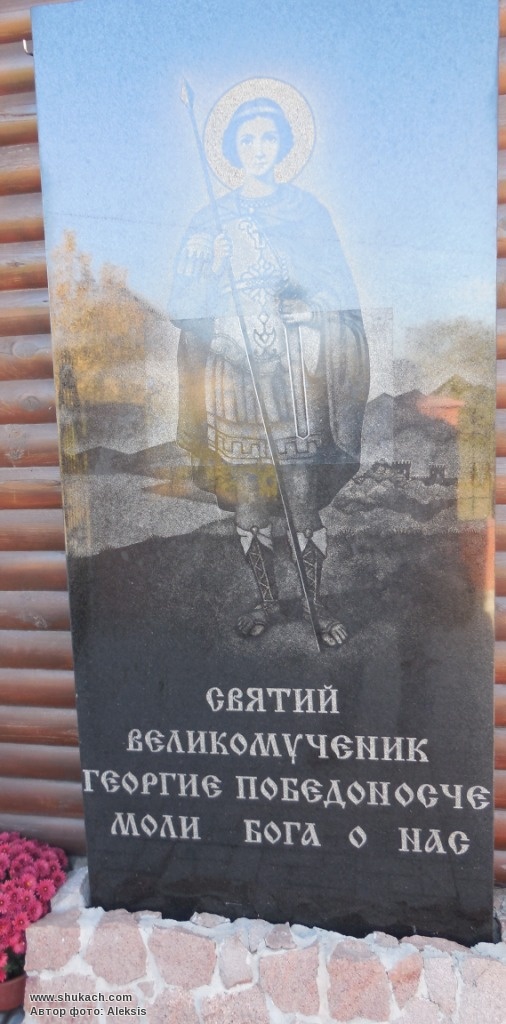 СВЯТИЙ
ВЕЛИКОМУЧЕНИК
ГЕОРГИЕ ПОБЕДОНОСЧЕ
МОЛИ БОГА О НАС
www.shukach.com
Автор фото: Aleksis